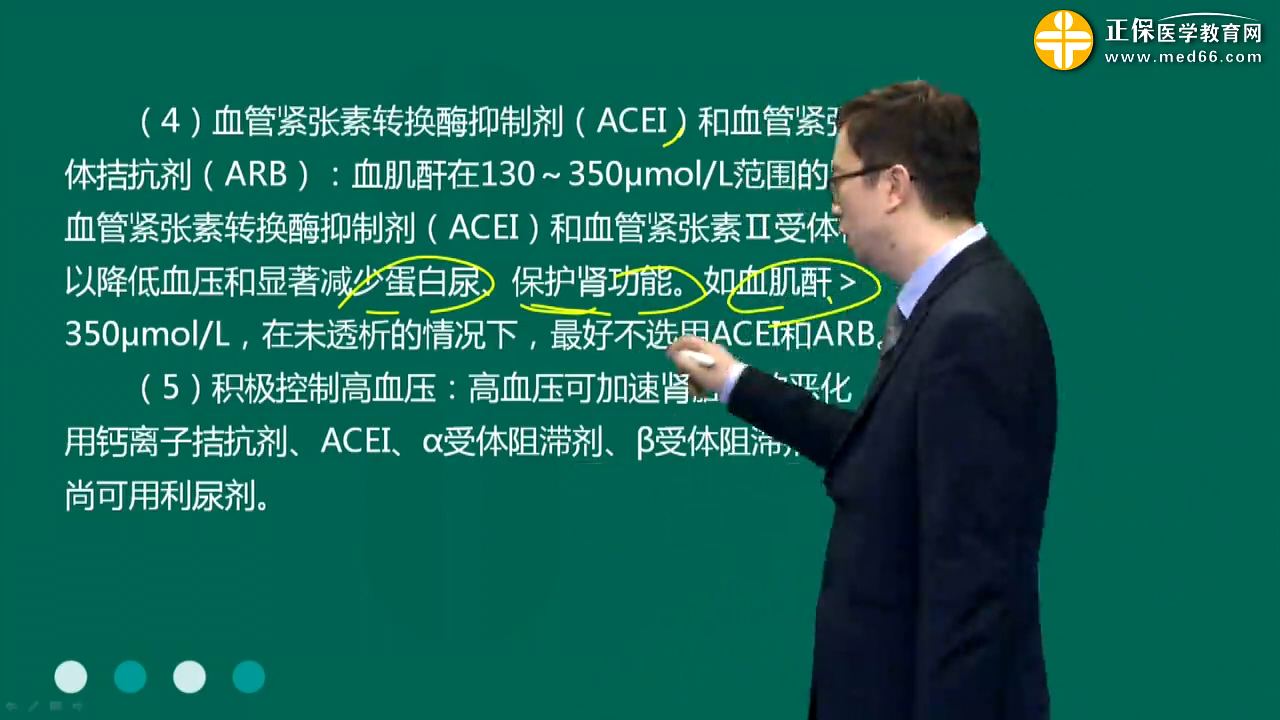 正保医学教育网
www.med66.com
（4）血管紧张素转换酶抑制剂（ACEI）和血管紧张
体拮抗剂（ARB）：血肌酐在130～350μmol/L范围的
血管紧张素转换酶抑制剂（ACEI）和血管紧张素Ⅱ受体
以降低血压和显著减少蛋白尿、保护肾功能。如血肌酐>
350μmol/L，在未透析的情况下，最好不选用ACEI和ARB。
（5）积极控制高血压：高血压可加速肾 恶化
用钙离子拮抗剂、ACEI、α受体阻滞剂、β受体阻滞
尚可用利尿剂。